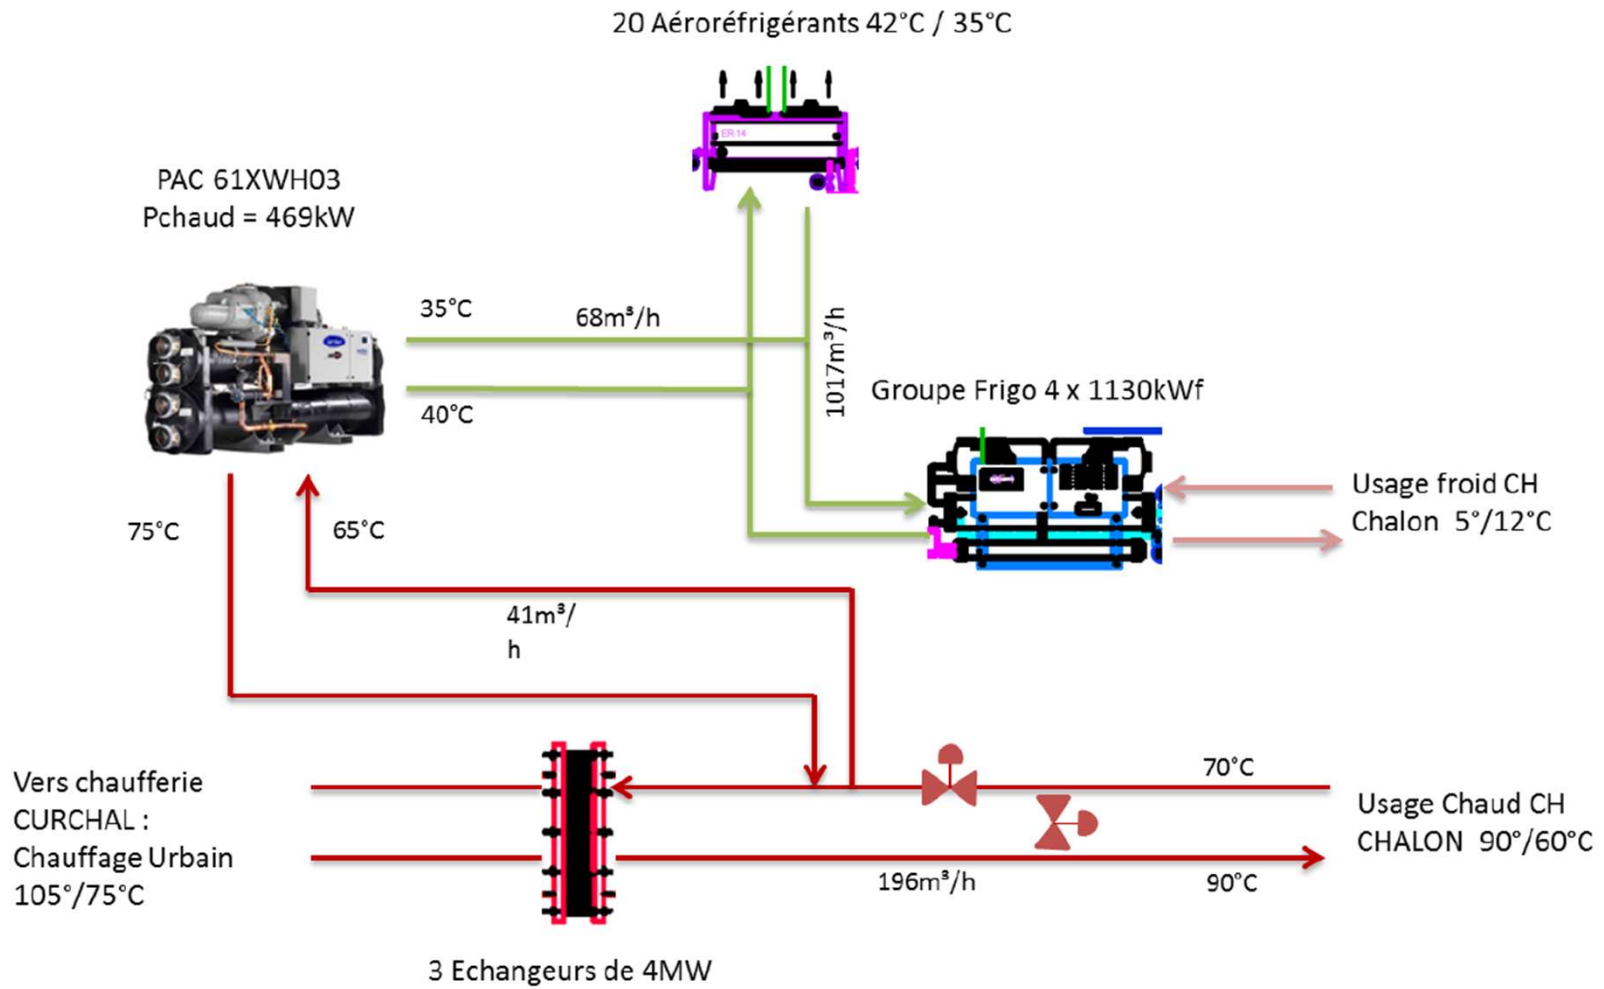 20 Aéroréfrigérants 42°C / 35°C
ER-14
PAC 61XWH03
Pchaud = 469kW
35°C
68m³/h
1017m³/h
40°C
Groupe Frigo 4 x 1130kWf
75°C
65°C
Usage froid CH
Chalon 5°/12°C
41m³/
h
Vers chaufferie
CURCHAL :
Chauffage Urbain
105°/75°C
70°C
Usage Chaud CH
CHALON 90°/60°C
196m³/h
90°C
3 Echangeurs de 4MW